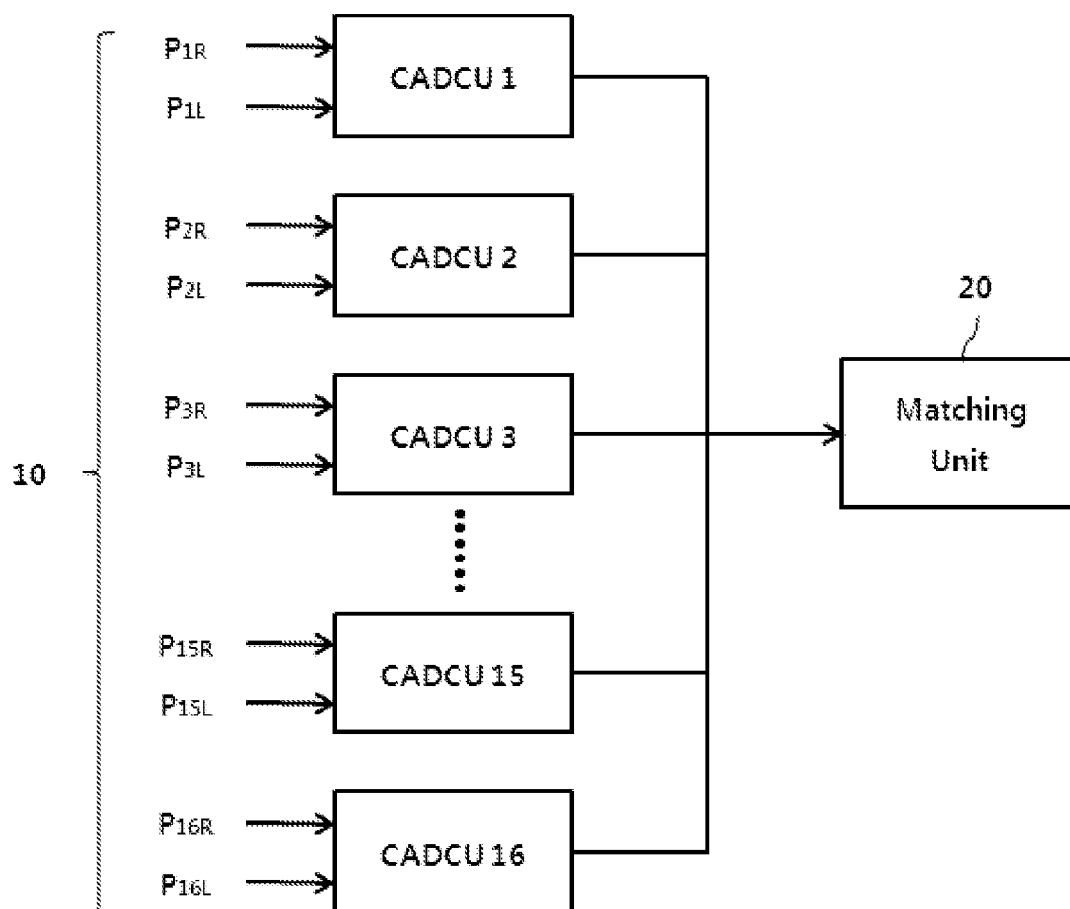 P1R
CADCU 1
P1L
P2R
CADCU 2
P2L
20
P3R
CADCU 3
P3L
Matching
Unit
10
P15R
CADCU 15
P15L
P16R
CADCU 16
P16L